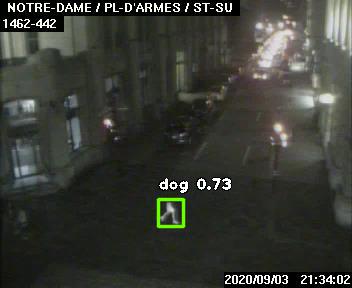 NOTRE-DAME / PL-D'ARMES / ST-SU
1462-442
dog 0.73
2020/09/03 21:34:02